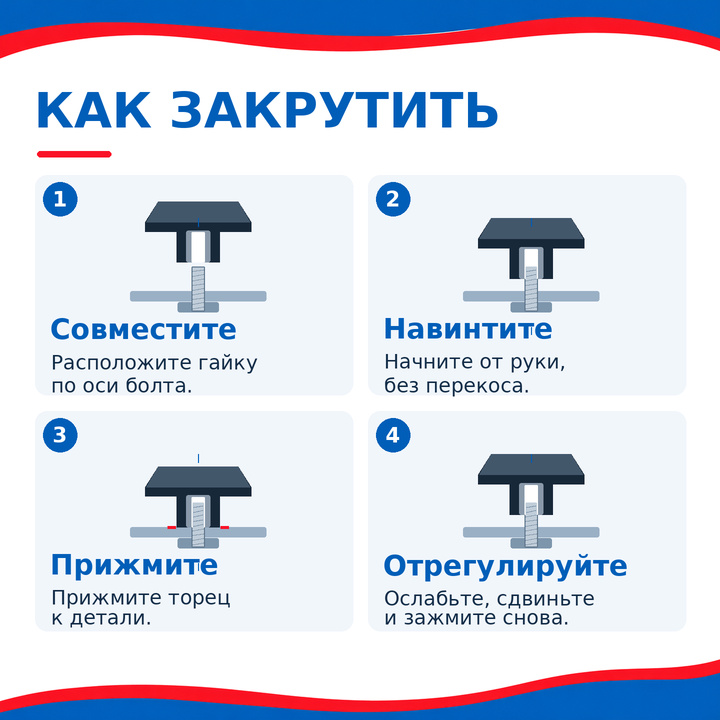 КАК ЗАКРУТИТЬ
1
Совместите
Расположите гайку
по оси болта.
2
Навинтите
Начните от руки,
без перекоса.
3
Прижмите
Прижмите торец
к детали.
4
Отрегулируйте
Ослабьте, сдвиньте
и зажмите снова.